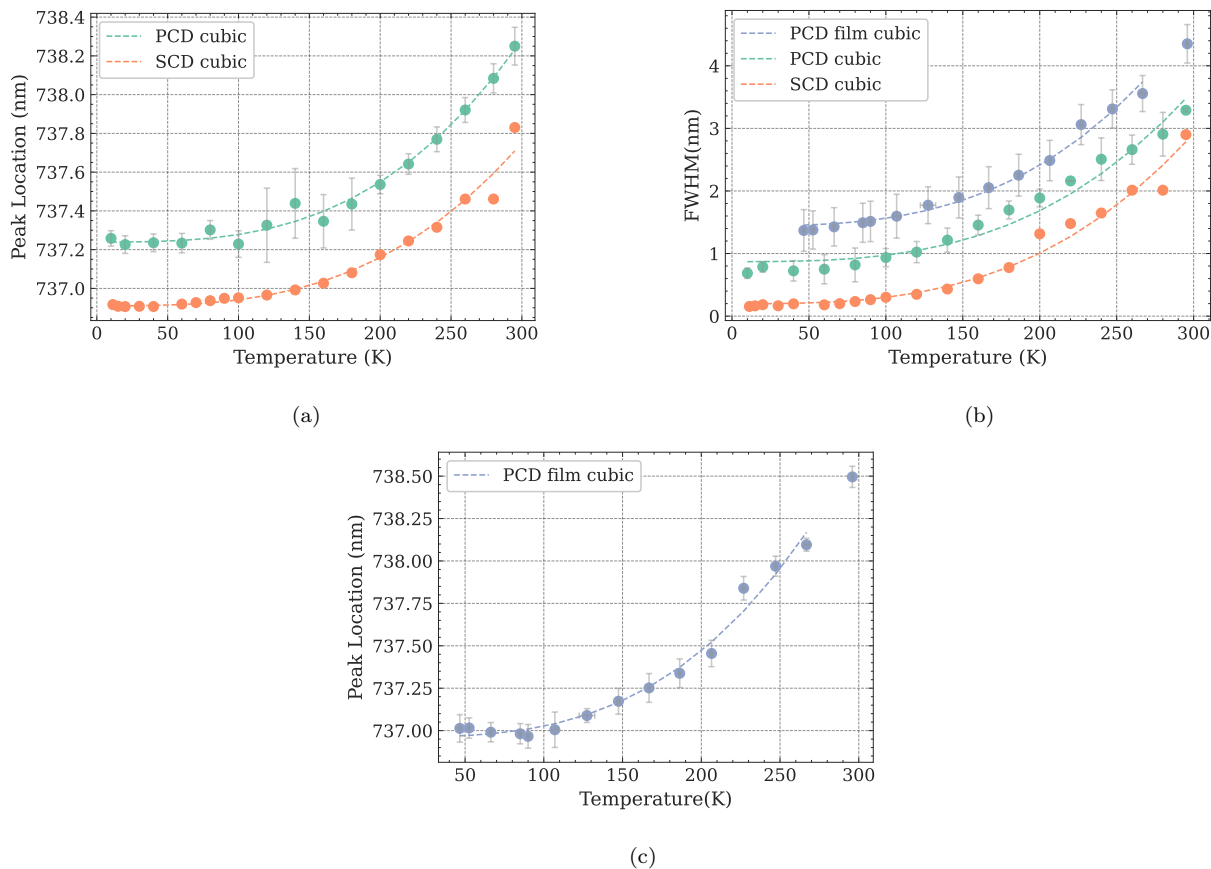 738.4
738.2
738.0
737.8
737.6
737.4
737.2
737.0
Peak Location (nm)
PCD cubic
SCD cubic
0 50 100 150 200 250 300
Temperature (K)
(a)
4
3
2
1
0
FWHM(nm)
PCD film cubic
PCD cubic
SCD cubic
0 50 100 150 200 250 300
Temperature (K)
(b)
738.50
738.25
738.00
737.75
737.50
737.25
737.00
Peak Location (nm)
PCD film cubic
50 100 150 200 250 300
Temperature(K)
(c)